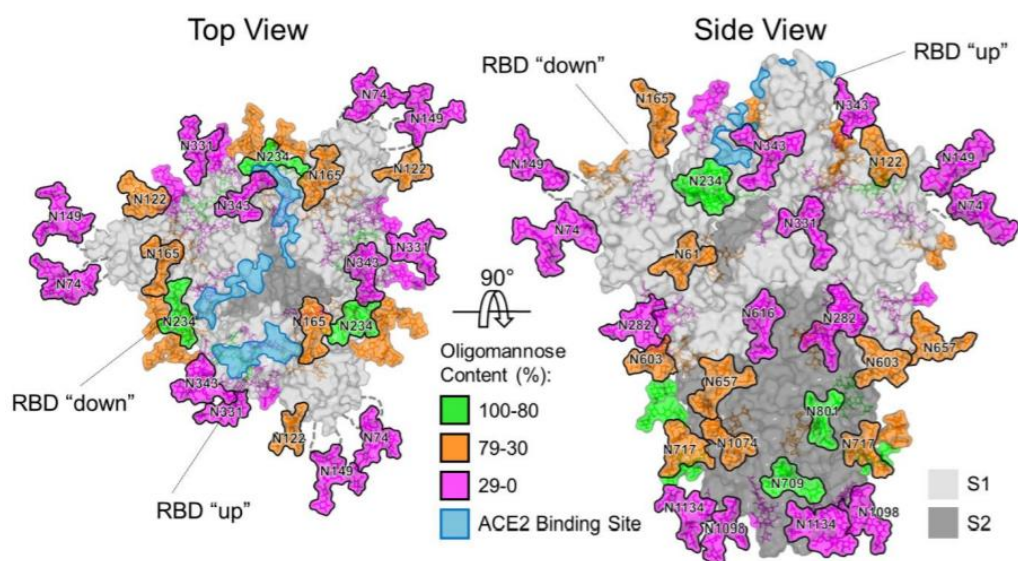 Top View
Side View
RBD "down"
RBD "up"
N74
N149
N331
N234
N165
N122
N122
N343
N149
N165
N331
N343
N74
N234
N165
N234
N343
N331
N122
N74
N149
RBD "down"
RBD "up"
90°
Oligomannose
Content (%):
100-80
79-30
29-0
ACE2 Binding Site
N165
N343
N343
N122
N149
N149
N234
N74
N74
N331
N61
N282
N616
N282
N603
N657
N603
N657
N801
N717
N1074
N717
N709
N1134
N1098
N1134
N1098
S1
S2